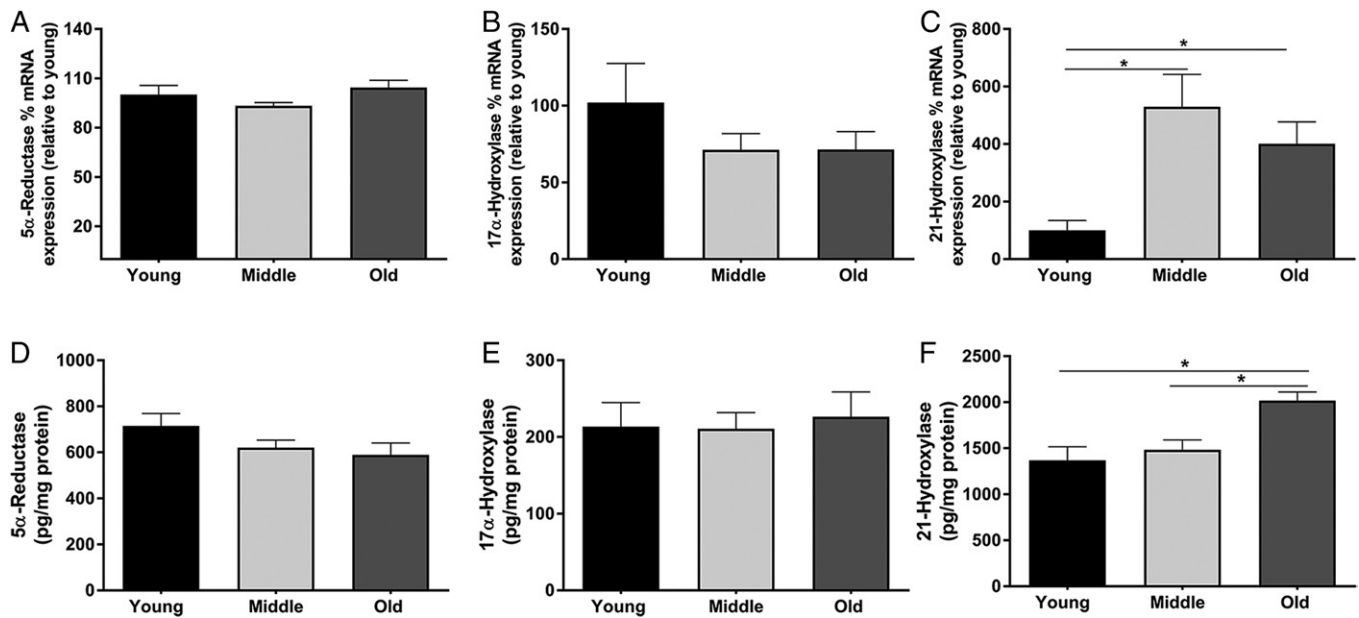 A
5α-Reductase % mRNA
expression (relative to young)
140
110
80
50
20
Young Middle Old
B
17α-Hydroxylase % mRNA
expression (relative to young)
150
100
50
0
Young Middle Old
C
21-Hydroxylase % mRNA
expression (relative to young)
800
600
400
200
0
*
*
Young Middle Old
D
5α-Reductase
(pg/mg protein)
1000
800
600
400
200
0
Young Middle Old
E
17α-Hydroxylase
(pg/mg protein)
300
200
100
0
Young Middle Old
F
21-Hydroxylase
(pg/mg protein)
2500
2000
1500
1000
500
0
*
*
Young Middle Old